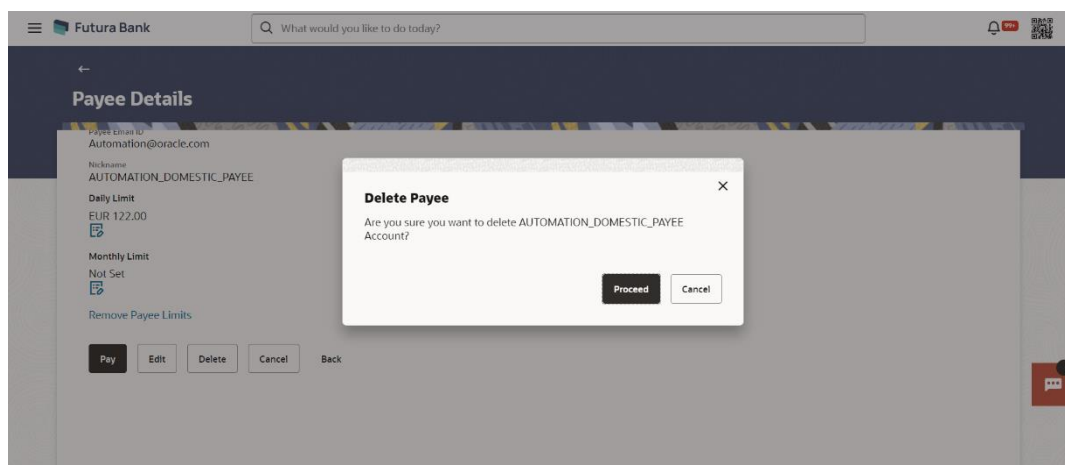 Futura Bank
What would you like to do today?
99+
Payee Details
Payee Email ID
Automation@oracle.com
Nickname
AUTOMATION_DOMESTIC_PAYEE
Daily Limit
EUR 122.00
Monthly Limit
Not Set
Remove Payee Limits
Pay Edit Delete Cancel Back
Delete Payee
Are you sure you want to delete AUTOMATION_DOMESTIC_PAYEE
Account?
Proceed Cancel